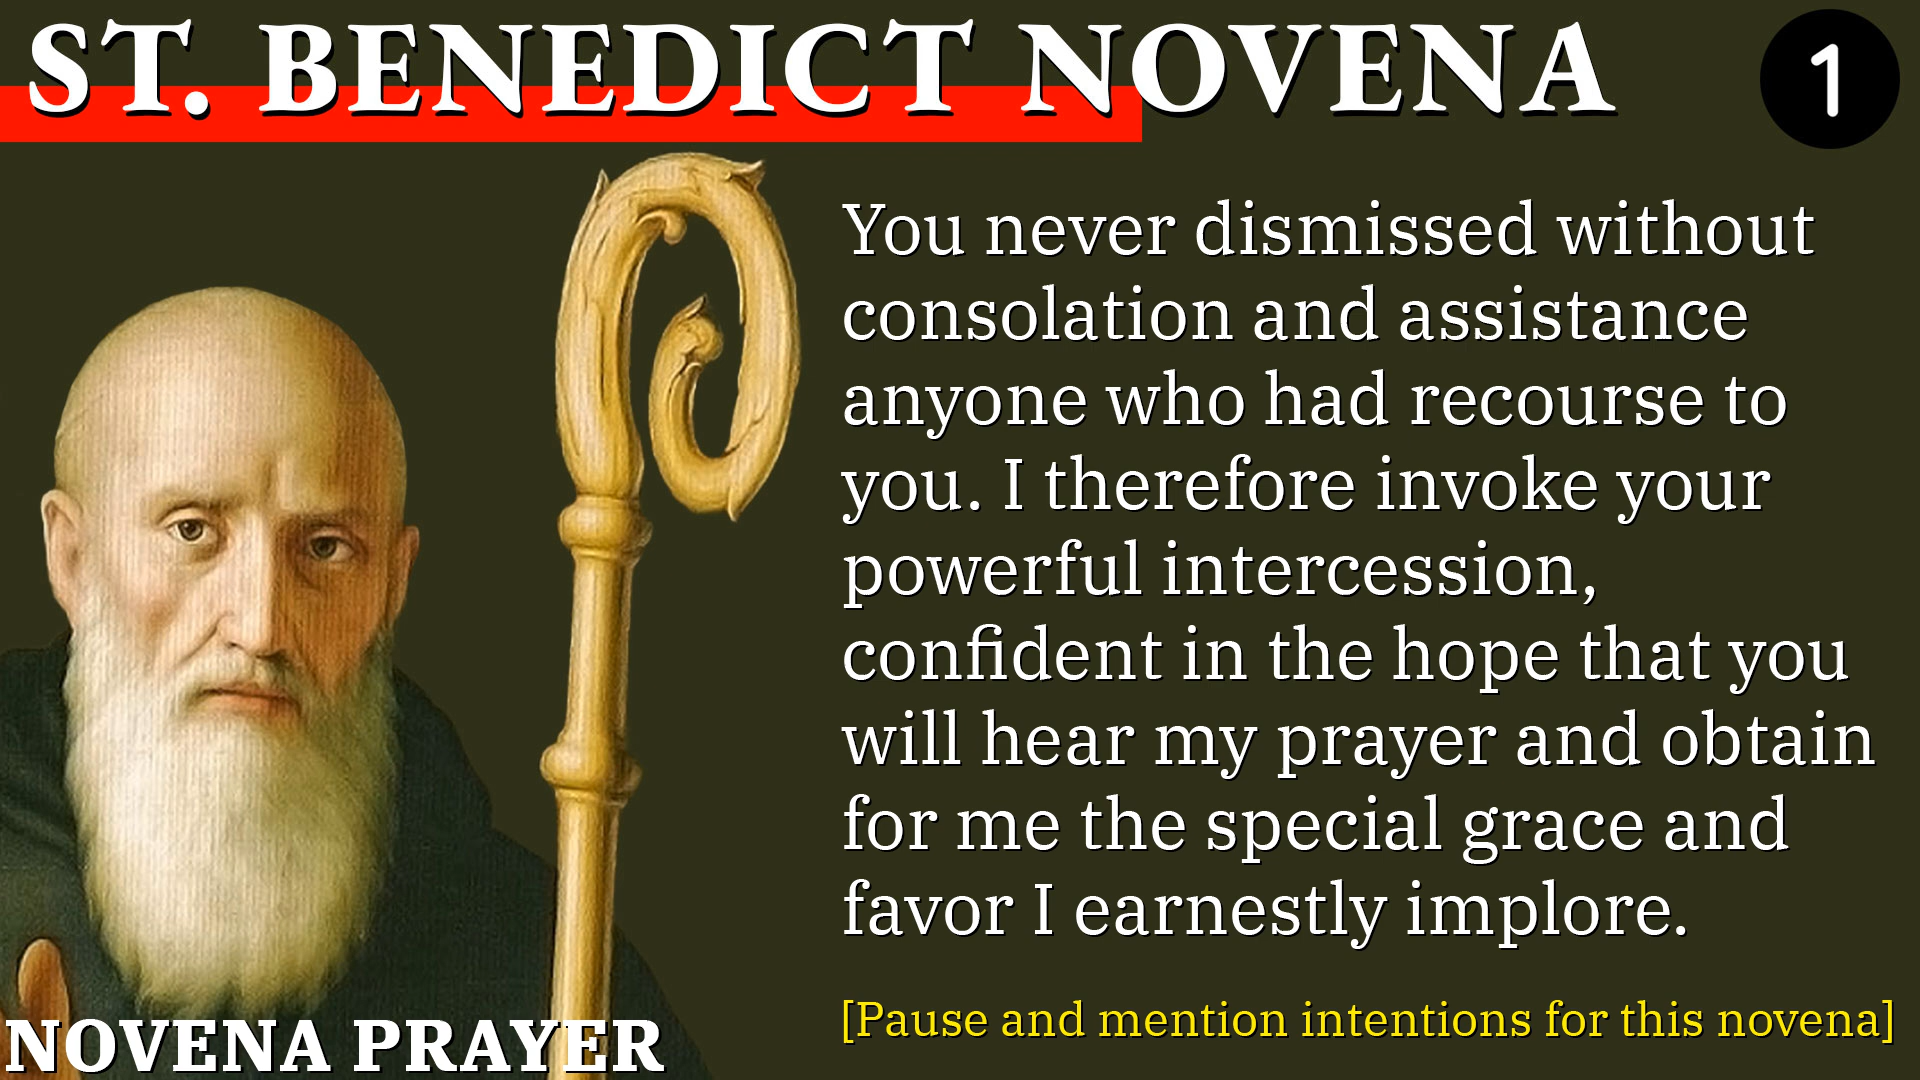 ST. BENEDICT NOVENA
1
You never dismissed without
consolation and assistance
anyone who had recourse to
you. I therefore invoke your
powerful intercession,
confident in the hope that you
will hear my prayer and obtain
for me the special grace and
favor I earnestly implore.
[Pause and mention intentions for this novena]
NOVENA PRAYER